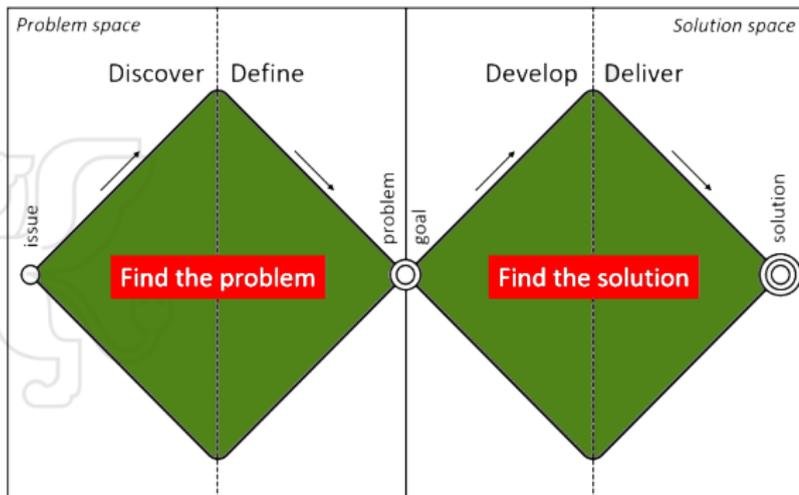 Problem space
Solution space
Discover
Define
Develop
Deliver
issue
problem
goal
solution
Find the problem
Find the solution